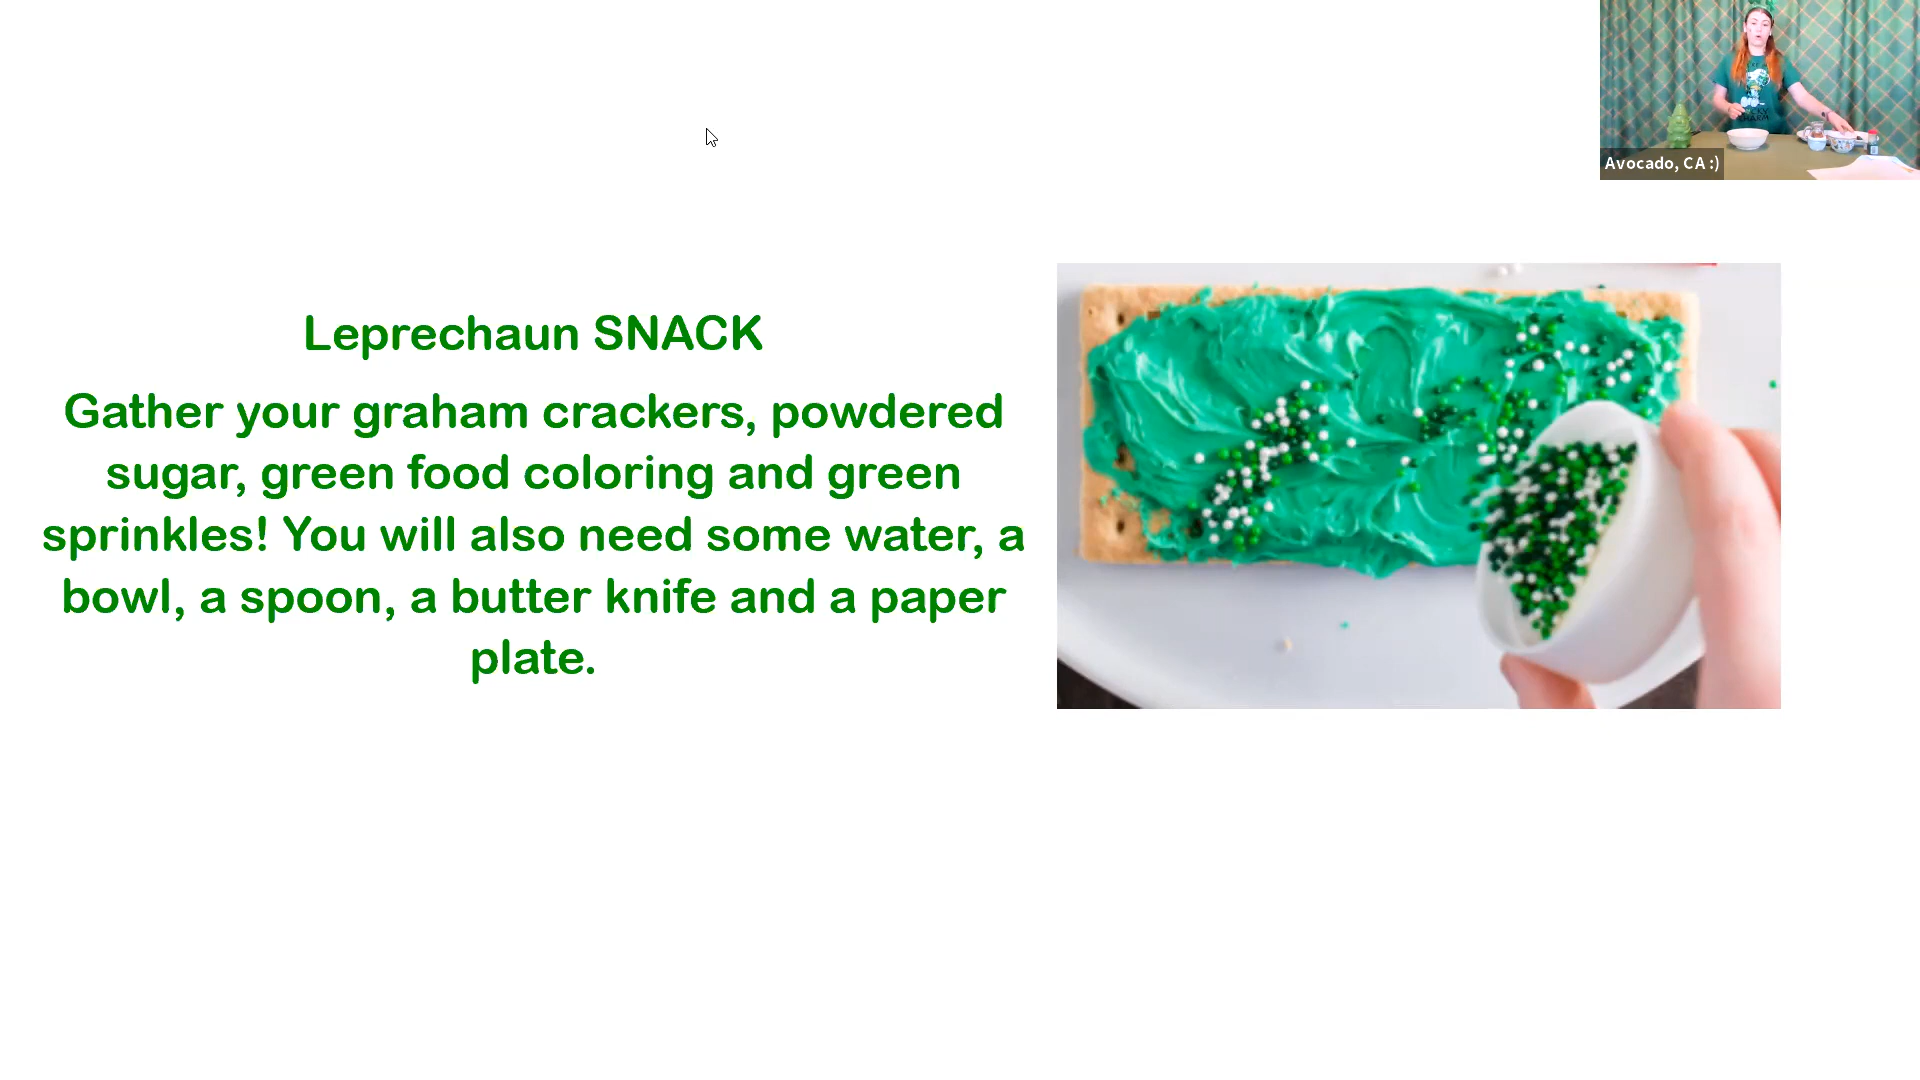 Leprechaun SNACK
Gather your graham crackers, powdered
sugar, green food coloring and green
sprinkles! You will also need some water, a
bowl, a spoon, a butter knife and a paper
plate.
Avocado, CA :)